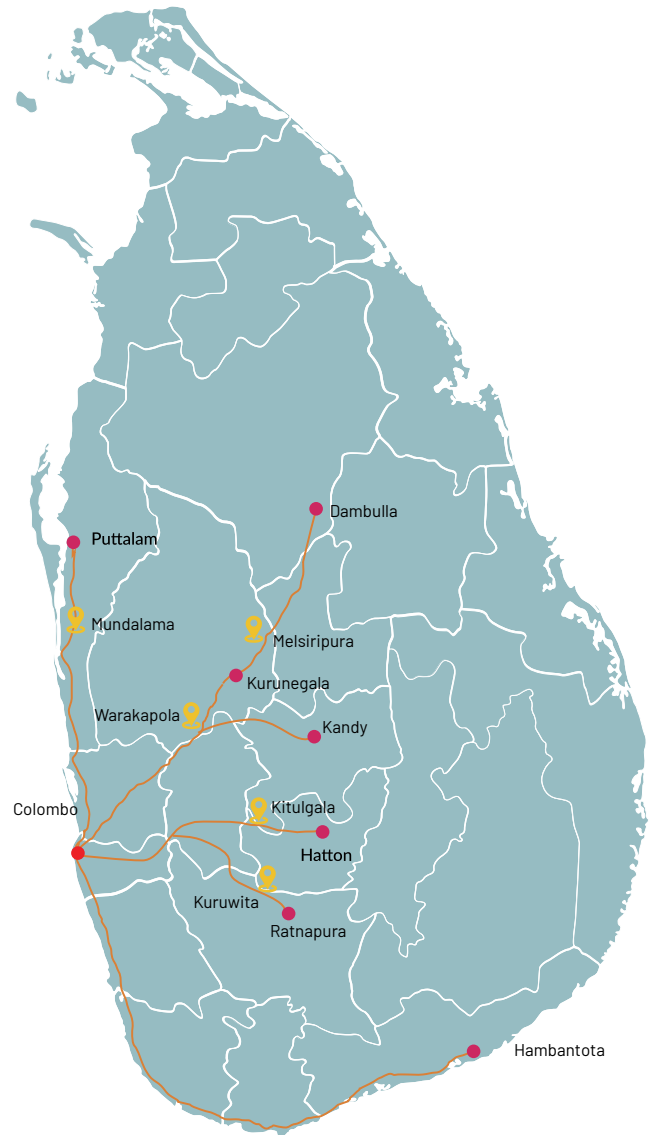 Dambulla
Puttalam
Mundalama
Melsiripura
Kurunegala
Warakapola
Kandy
Colombo
Kitulgala
Hatton
Kuruwita
Ratnapura
Hambantota